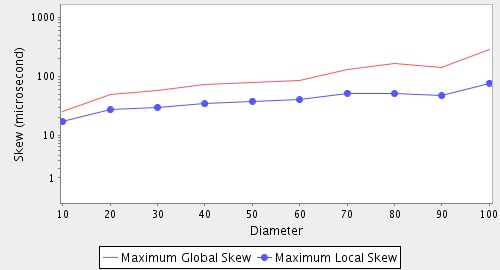 1000
100
10
1
Skew (microsecond)
10 20 30 40 50 60 70 80 90 100
Diameter
Maximum Global Skew Maximum Local Skew